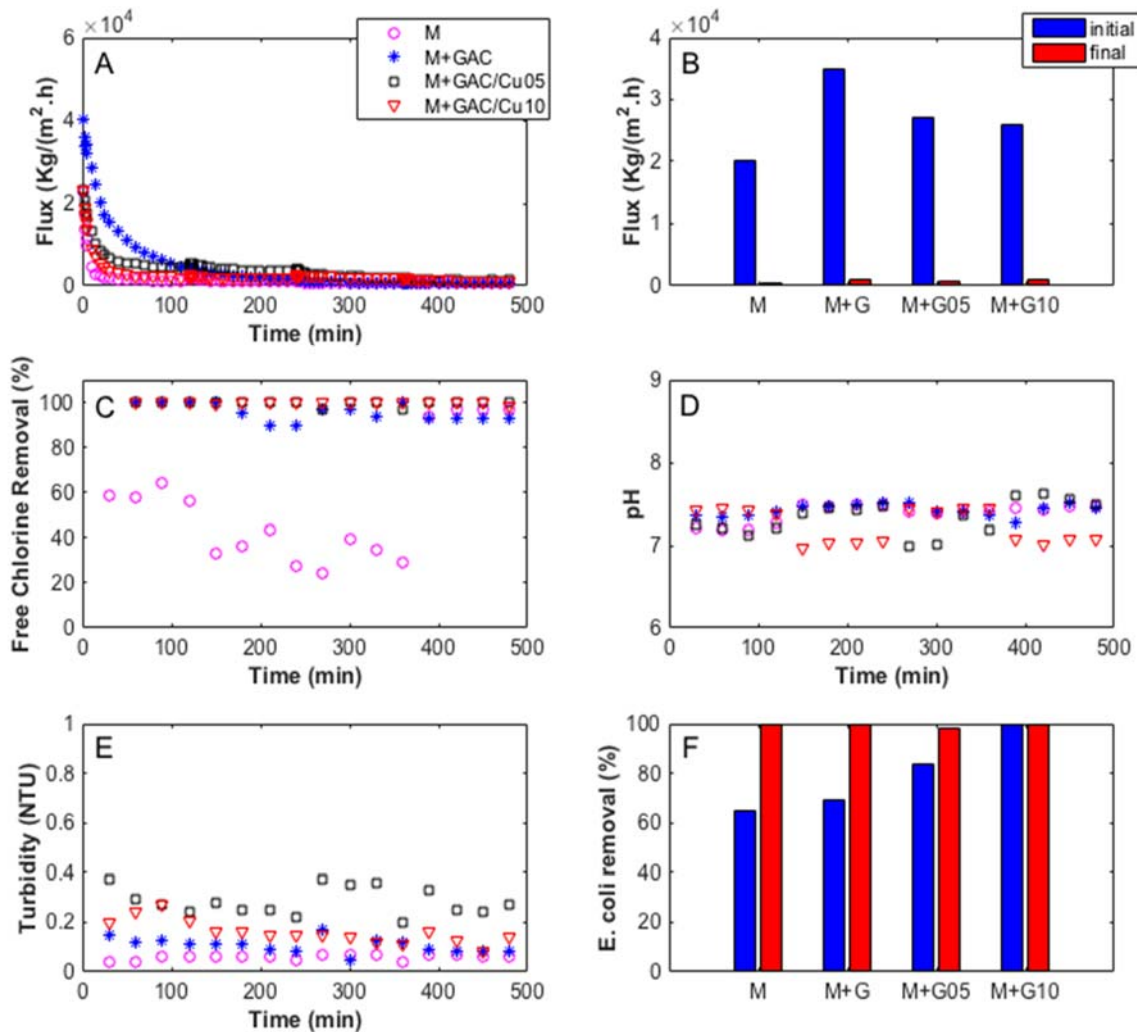 ×10⁴
6
4
2
0
A
M
M+GAC
M+GAC/Cu05
M+GAC/Cu10
Flux (Kg/(m².h)
0 100 200 300 400 500
Time (min)
×10⁴
4
3
2
1
0
B
initial
final
Flux (Kg/(m².h)
M M+G M+G05 M+G10
C
100
80
60
40
20
0
Free Chlorine Removal (%)
0 100 200 300 400 500
Time (min)
D
9
8
7
6
pH
0 100 200 300 400 500
Time (min)
E
1
0.8
0.6
0.4
0.2
0
Turbidity (NTU)
0 100 200 300 400 500
Time (min)
F
100
80
60
40
20
0
E. coli removal (%)
M M+G M+G05 M+G10